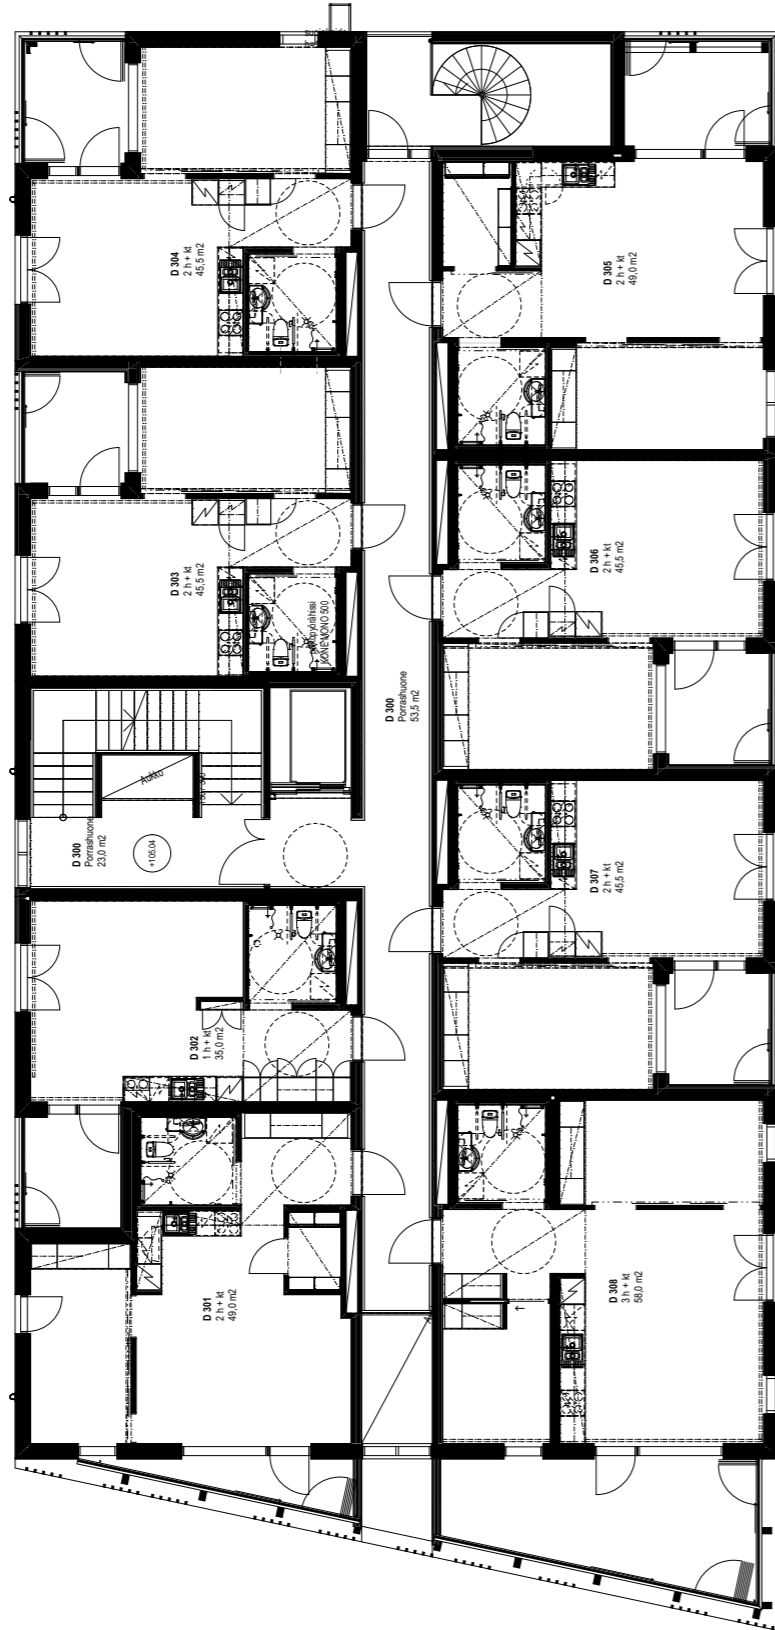 D 304
2 h + kt
45,5 m2
D 305
2 h + kt
49,0 m2
D 303
2 h + kt
45,5 m2
KONE MONO 500
D 306
2 h + kt
45,5 m2
D 300
Porrashuone
53,5 m2
Aukko
D 300
Porrashuone
23,0 m2
+105.04
D 307
2 h + kt
45,5 m2
D 302
1 h + kt
35,0 m2
D 301
2 h + kt
49,0 m2
D 308
3 h + kt
58,0 m2